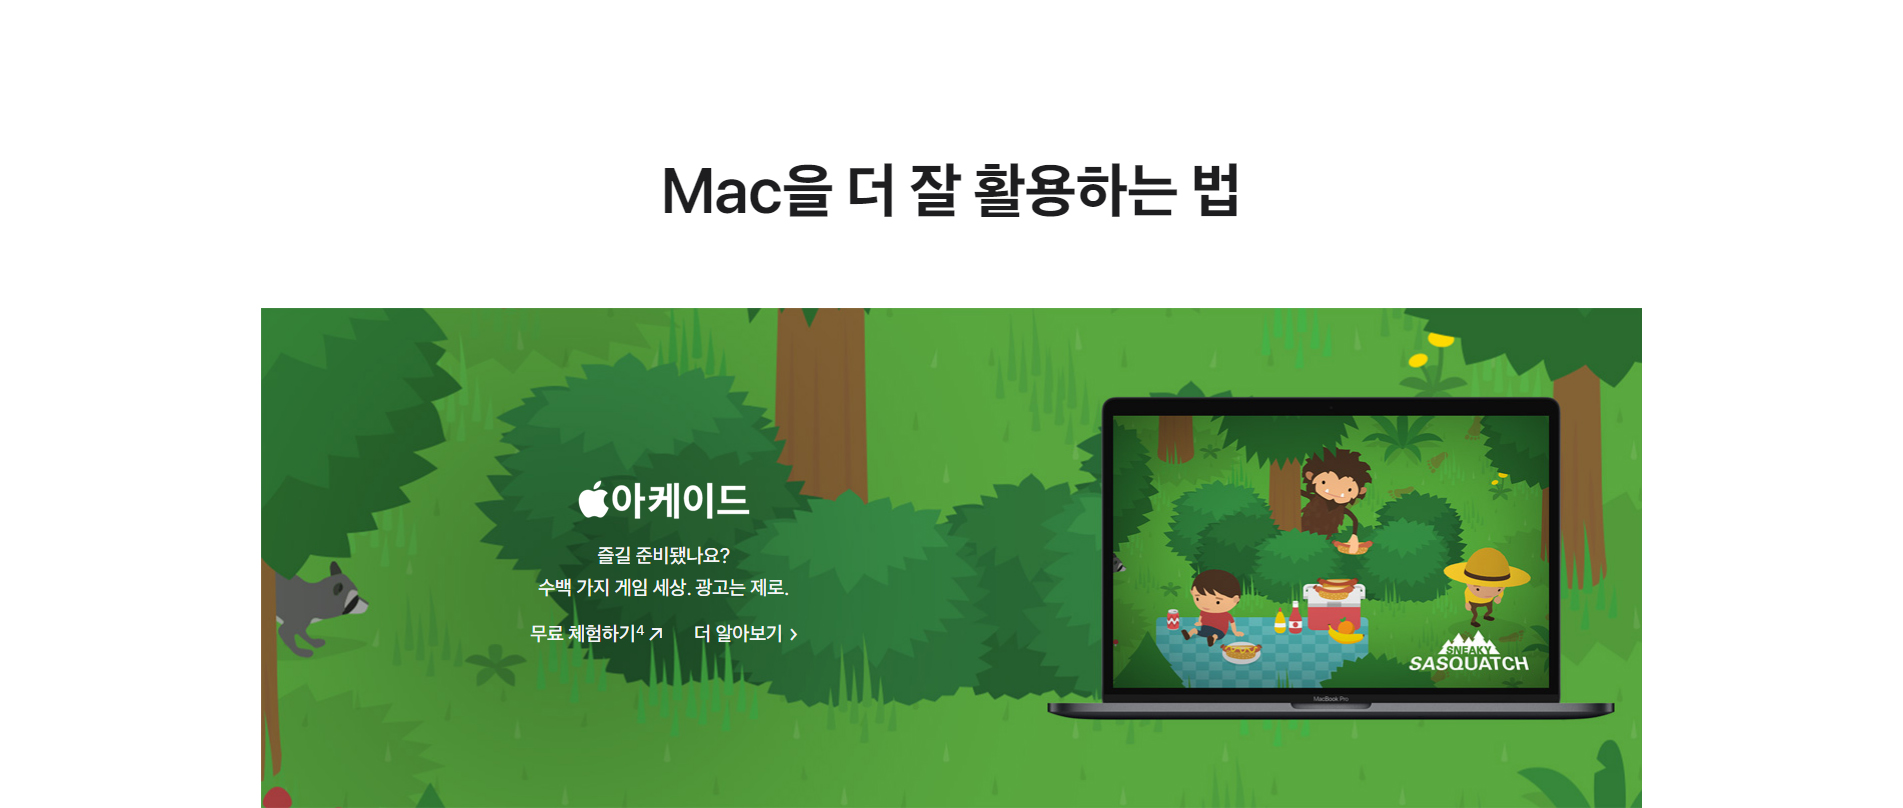 Mac을 더 잘 활용하는 법
아케이드
즐길 준비됐나요?
수백 가지 게임 세상. 광고는 제로.
무료 체험하기4 더 알아보기
SNEAKY
SASQUATCH
MacBook Pro